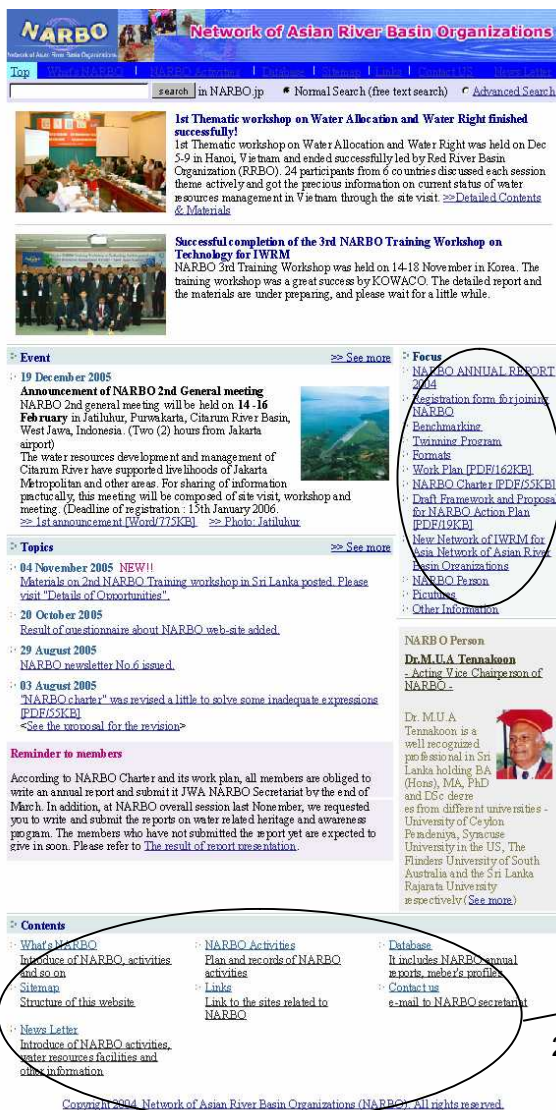 NARBO
Network of Asian River Basin Organizations
Network of Asian River Basin Organizations
Top What's NARBO | NARBO Activities | Database | Sitemap | Links | Contact US News Letter
search in NARBO.jp Normal Search (free text search) Advanced Search
1st Thematic workshop on Water Allocation and Water Right finished
successfully!
1st Thematic workshop on Water Allocation and Water Right was held on Dec
5-9 in Hanoi, Vietnam and ended successfully led by Red River Basin
Organization (RRBO). 24 participants from 6 countries discussed each session
theme actively and got the precious information on current status of water
resources management in Vietnam through the site visit. >>Detailed Contents
& Materials
Successful completion of the 3rd NARBO Training Workshop on
Technology for IWRM
NARBO 3rd Training Workshop was held on 14-18 November in Korea. The
training workshop was a great success by KOWACO. The detailed report and
the materials are under preparing, and please wait for a little while.
Event >> See more
19 December 2005
Announcement of NARBO 2nd General meeting
NARBO 2nd general meeting will be held on 14 -16
February in Jatiluhur, Purwakarta, Citarum River Basin,
West Jawa, Indonesia. (Two (2) hours from Jakarta
airport)
The water resources development and management of
Citarum River have supported livelihoods of Jakarta
Metropolitan and other areas. For sharing of information
practucally, this meeting will be composed of site visit, workshop and
meeting. (Deadline of registration : 15th January 2006.
>> 1st announcement [Word/775KB] >> Photo: Jatiluhur
Topics >> See more
04 November 2005 NEW!!
Materials on 2nd NARBO Training workshop in Sri Lanka posted. Please
visit "Details of Opportunities".
20 October 2005
Result of questionnaire about NARBO web-site added.
29 August 2005
NARBO newsletter No.6 issued.
03 August 2005
"NARBO charter" was revised a little to solve some inadequate expressions
[PDF/55KB]
<See the proposal for the revision>
Reminder to members
According to NARBO Charter and its work plan, all members are obliged to
write an annual report and submit it JWA NARBO Secretariat by the end of
March. In addition, at NARBO overall session last Nonember, we requested
you to write and submit the reports on water related heritage and awareness
program. The members who have not submitted the report yet are expected to
give in soon. Please refer to The result of report presentation.
Focus
NARBO ANNUAL REPORT
2004
Registration form for joining
NARBO
Benchmarking
Twinning Program
Formats
Work Plan [PDF/162KB]
NARBO Charter [PDF/55KB]
Draft Framework and Proposal
for NARBO Action Plan
[PDF/19KB]
New Network of IWRM for
Asia Network of Asian River
Basin Organizations
NARBO Person
Picutures
Other Information
NARBO Person
Dr.M.U.A Tennakoon
- Acting Vice Chairperson of
NARBO -
Dr. M.U.A
Tennakoon is a
well recognized
professional in Sri
Lanka holding BA
(Hons), MA, PhD
and DSc degre
es from different universities -
University of Ceylon
Peradeniya, Syracuse
University in the US, The
Flinders University of South
Australia and the Sri Lanka
Rajarata University
respectively (See more)
Contents
What's NARBO
Introduce of NARBO, activities
and so on
NARBO Activities
Plan and records of NARBO
activities
Database
It includes NARBO annual
reports, meber's profiles
Sitemap
Structure of this website
Links
Link to the sites related to
NARBO
Contact us
e-mail to NARBO secretariat
News Letter
Introduce of NARBO activities,
water resources facilities and
other information
2
Copyright 2004. Network of Asian River Basin Organizations (NARBO). All rights reserved.